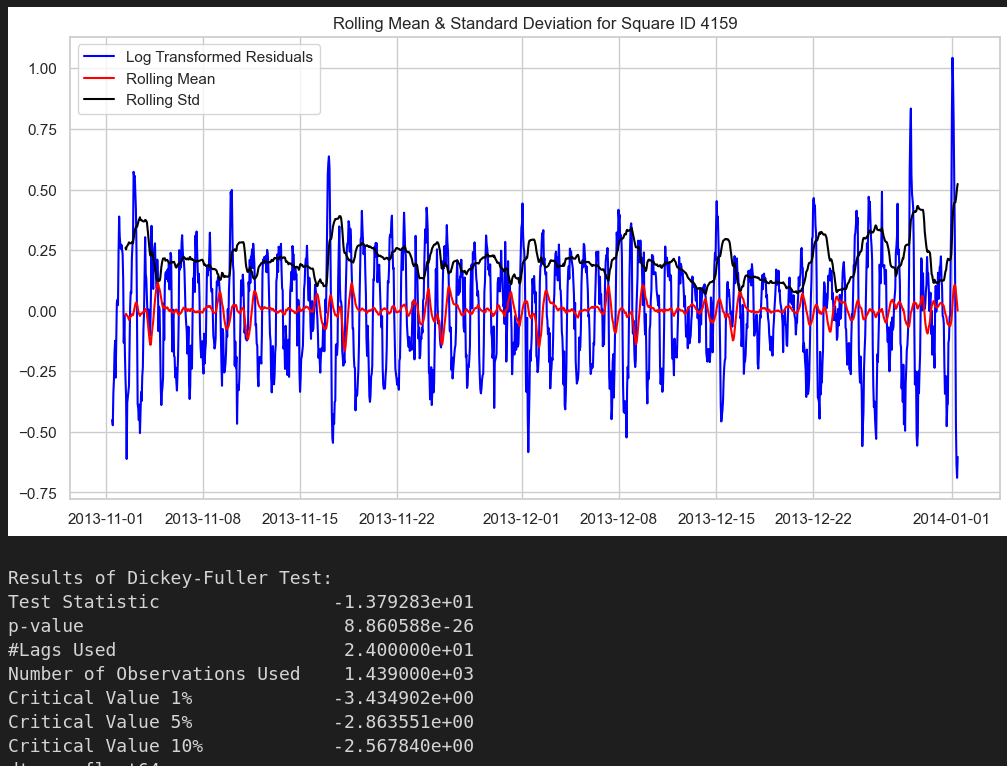 Rolling Mean & Standard Deviation for Square ID 4159
Log Transformed Residuals
Rolling Mean
Rolling Std
1.00
0.75
0.50
0.25
0.00
−0.25
−0.50
−0.75
2013-11-01 2013-11-08 2013-11-15 2013-11-22 2013-12-01 2013-12-08 2013-12-15 2013-12-22 2014-01-01
Results of Dickey-Fuller Test:
Test Statistic -1.379283e+01
p-value 8.860588e-26
#Lags Used 2.400000e+01
Number of Observations Used 1.439000e+03
Critical Value 1% -3.434902e+00
Critical Value 5% -2.863551e+00
Critical Value 10% -2.567840e+00